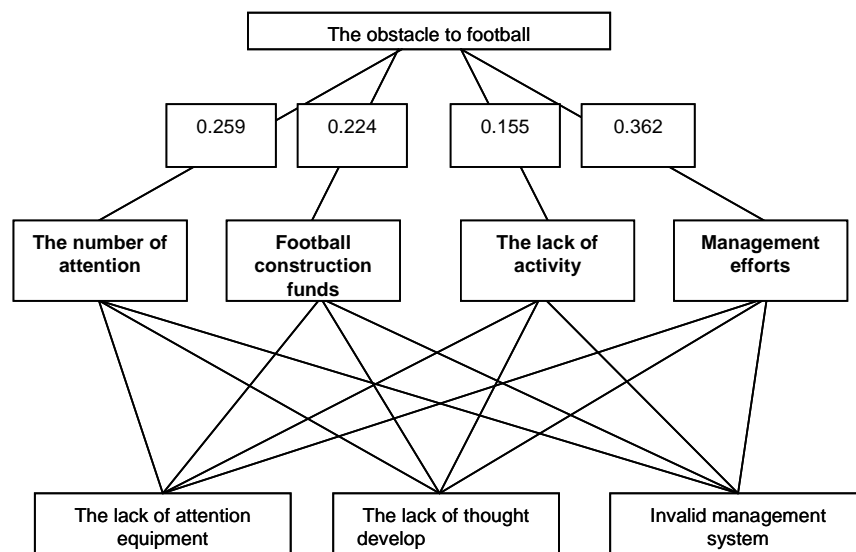 The obstacle to football
0.259
0.224
0.155
0.362
The number of
attention
Football
construction
funds
The lack of
activity
Management
efforts
The lack of attention
equipment
The lack of thought
develop
Invalid management
system